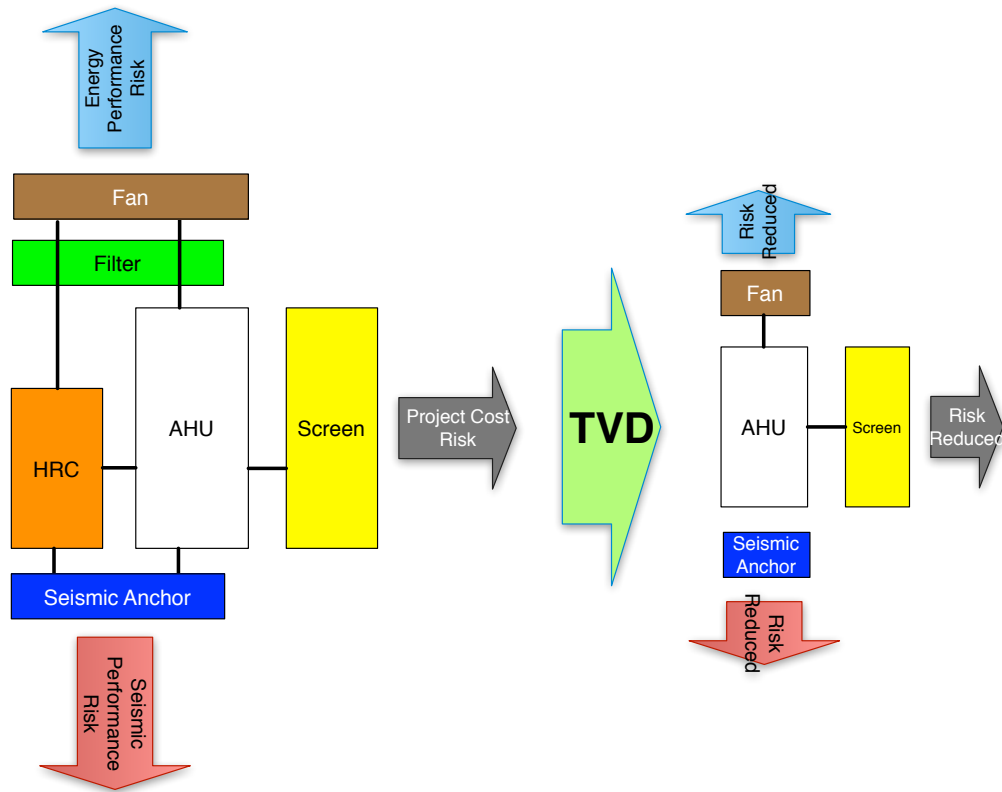 Energy
Performance
Risk
Fan
Filter
HRC
AHU
Screen
Seismic Anchor
Seismic
Performance
Risk
Project Cost
Risk
TVD
Risk
Reduced
Fan
AHU
Screen
Seismic
Anchor
Risk
Reduced
Risk
Reduced